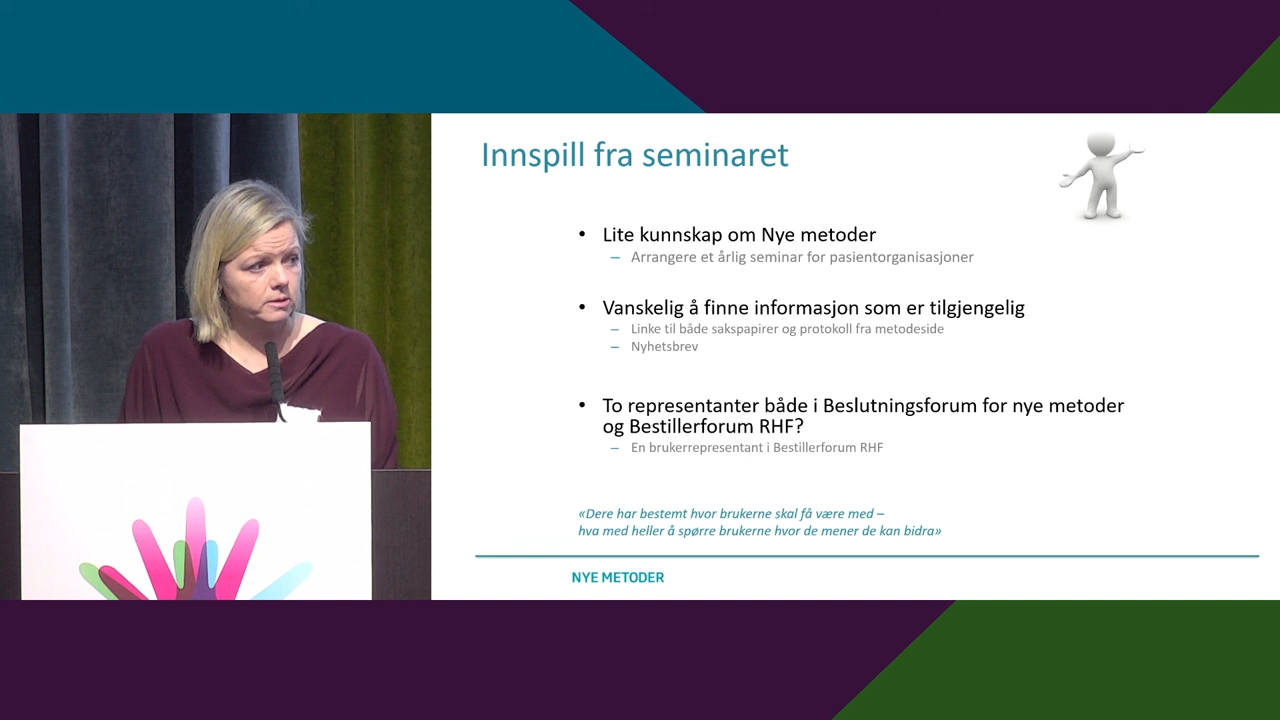 Innspill fra seminaret
• Lite kunnskap om Nye metoder
– Arrangere et årlig seminar for pasientorganisasjoner
• Vanskelig å finne informasjon som er tilgjengelig
– Linke til både sakspapirer og protokoll fra metodeside
– Nyhetsbrev
• To representanter både i Beslutningsforum for nye metoder
og Bestillerforum RHF?
– En brukerrepresentant i Bestillerforum RHF
«Dere har bestemt hvor brukerne skal få være med –
hva med heller å spørre brukerne hvor de mener de kan bidra»
NYE METODER